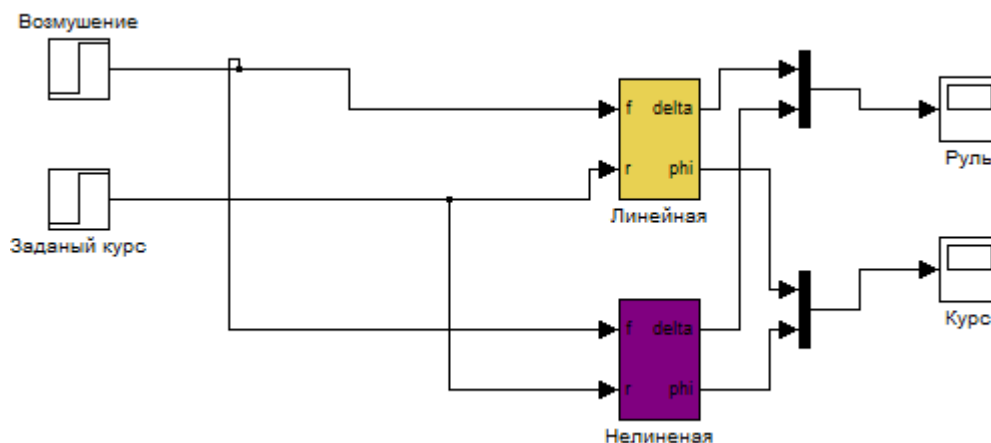 Возмушение
f delta
r phi
Линейная
Руль
Заданый курс
f delta
r phi
Нелиненая
Курс